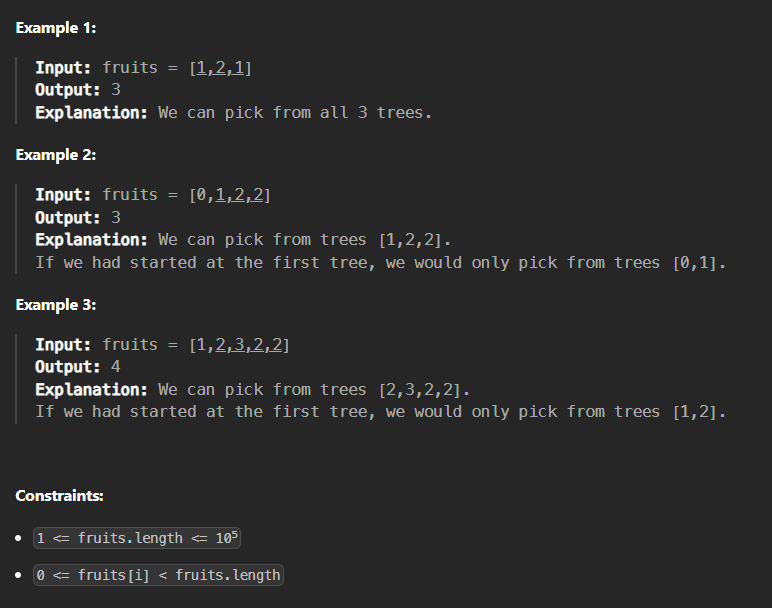 Example 1:
Input: fruits = [1,2,1]
Output: 3
Explanation: We can pick from all 3 trees.
Example 2:
Input: fruits = [0,1,2,2]
Output: 3
Explanation: We can pick from trees [1,2,2].
If we had started at the first tree, we would only pick from trees [0,1].
Example 3:
Input: fruits = [1,2,3,2,2]
Output: 4
Explanation: We can pick from trees [2,3,2,2].
If we had started at the first tree, we would only pick from trees [1,2].
Constraints:
• 1 <= fruits.length <= 10⁵
• 0 <= fruits[i] < fruits.length